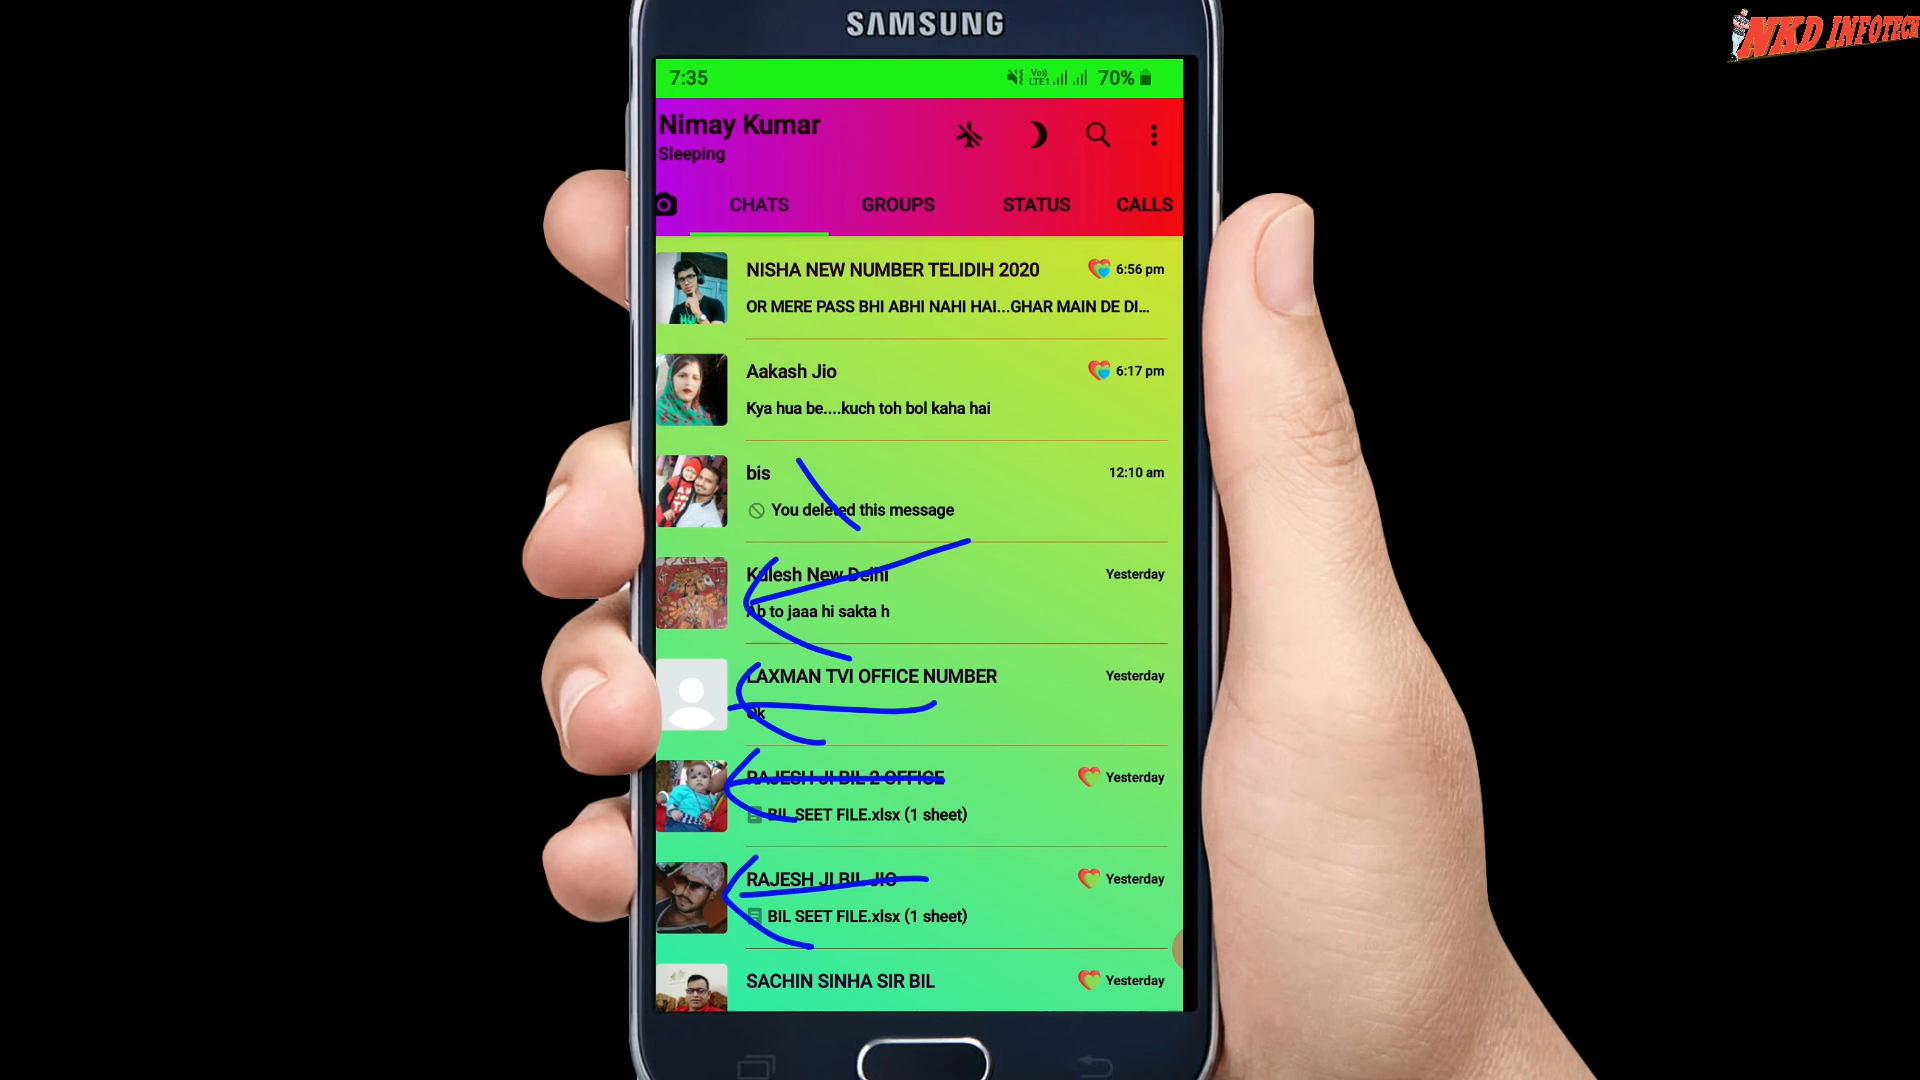 SAMSUNG
NKD INFOTECH
7:35
Vo) LTE1 70%
Nimay Kumar
Sleeping
CHATS GROUPS STATUS CALLS
NISHA NEW NUMBER TELIDIH 2020 6:56 pm
OR MERE PASS BHI ABHI NAHI HAI...GHAR MAIN DE DI...
Aakash Jio 6:17 pm
Kya hua be....kuch toh bol kaha hai
bis 12:10 am
You deleted this message
Kalesh New Delhi Yesterday
Ab to jaaa hi sakta h
LAXMAN TVI OFFICE NUMBER Yesterday
Ok
RAJESH JI BIL 2 OFFICE Yesterday
BIL SEET FILE.xlsx (1 sheet)
RAJESH JI BIL JIO Yesterday
BIL SEET FILE.xlsx (1 sheet)
SACHIN SINHA SIR BIL Yesterday